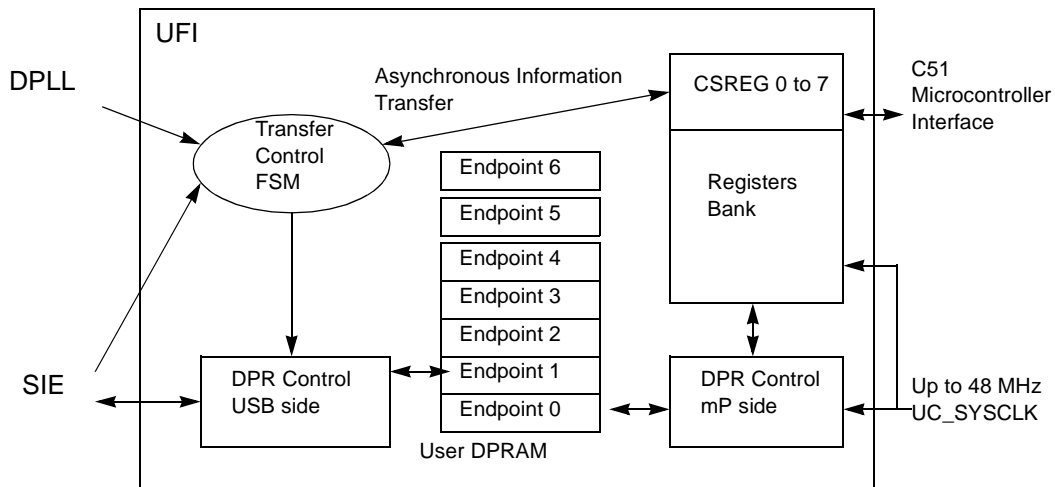 UFI
DPLL
Asynchronous Information
Transfer
CSREG 0 to 7
C51
Microcontroller
Interface
Transfer
Control
FSM
Registers
Bank
Endpoint 6
Endpoint 5
Endpoint 4
Endpoint 3
Endpoint 2
Endpoint 1
Endpoint 0
User DPRAM
SIE
DPR Control
USB side
DPR Control
mP side
Up to 48 MHz
UC_SYSCLK